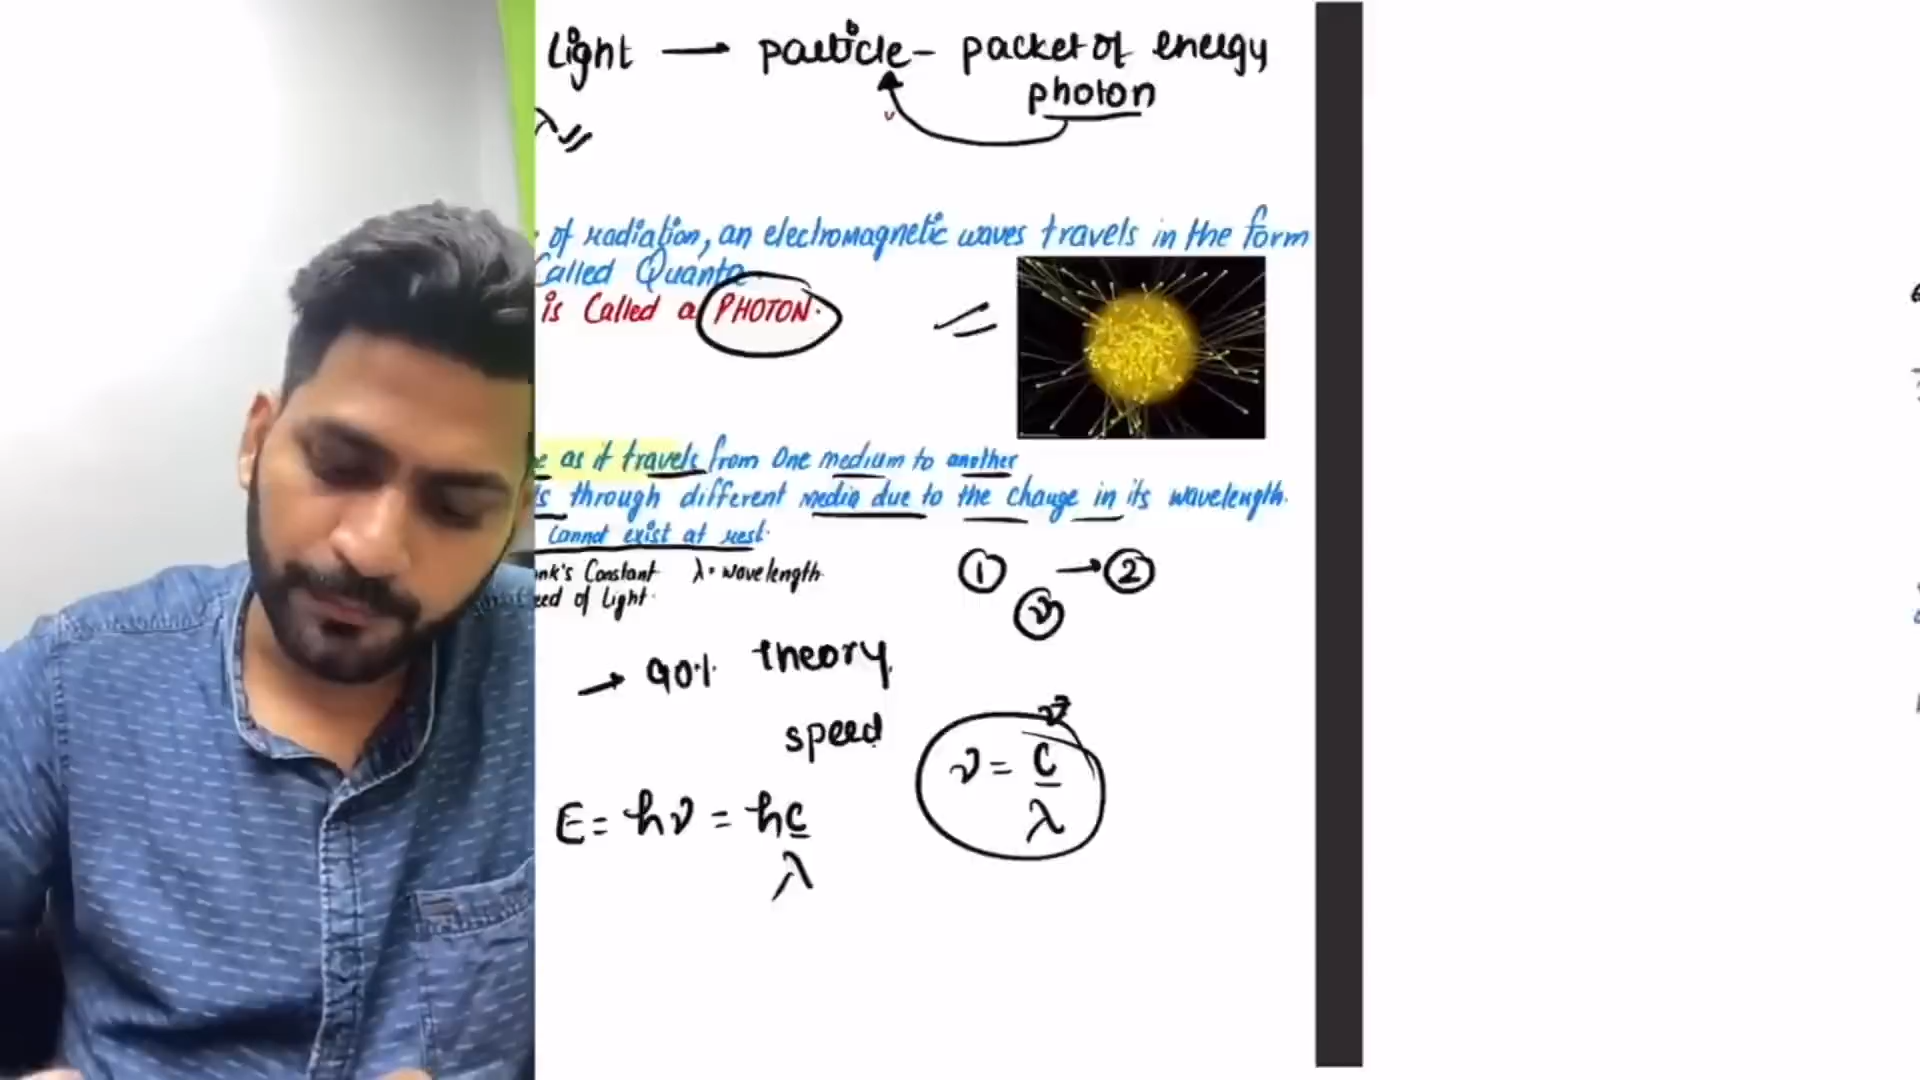 Light → particle - packet of energy
photon
λ
of radiation, an electromagnetic waves travels in the form
Called Quanta.
is Called a PHOTON.
as it travels from One medium to another
through different media due to the change in its wavelength.
Cannot exist at rest.
Constant λ = wavelength.
of Light.
1 → 2
ν
→ 90% theory
speed
ν = c/λ
E = hν = hc/λ